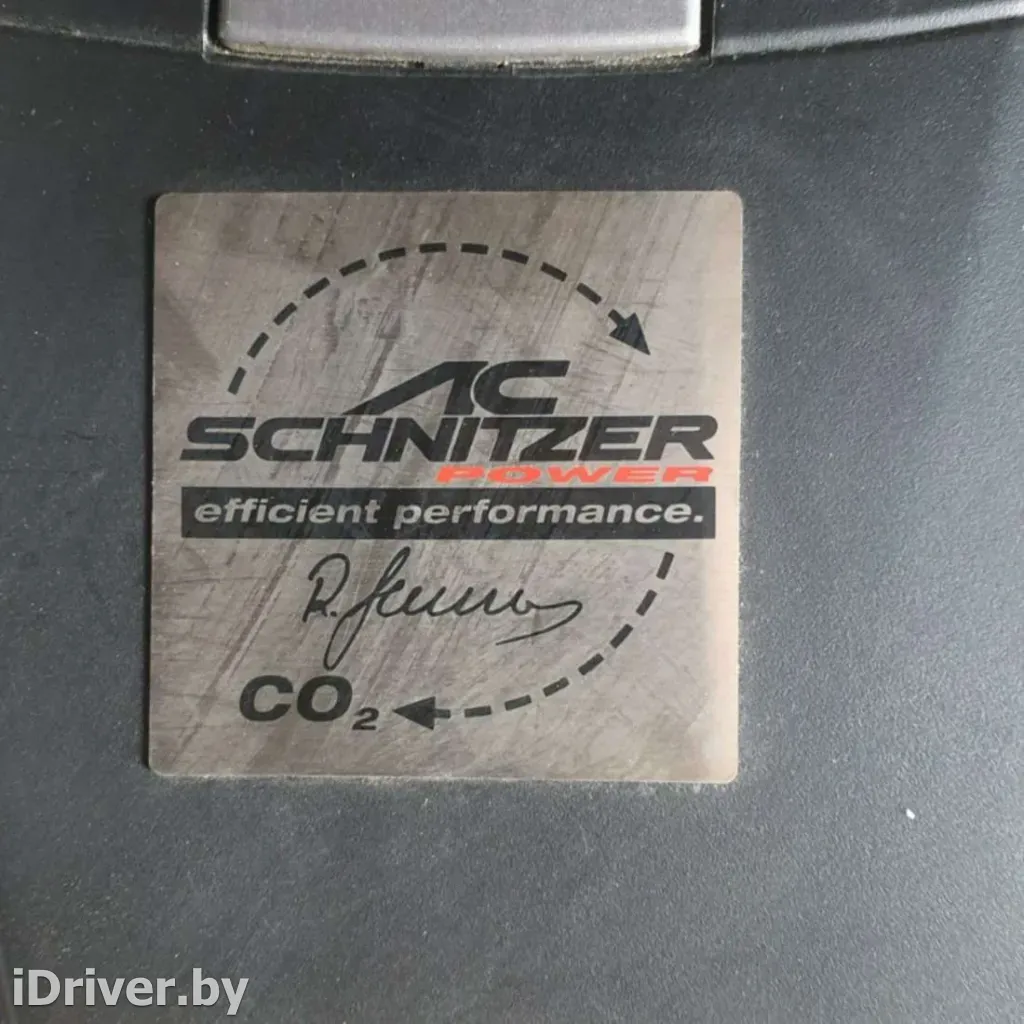 AC
SCHNITZER
POWER
efficient performance.
CO₂
iDriver.by